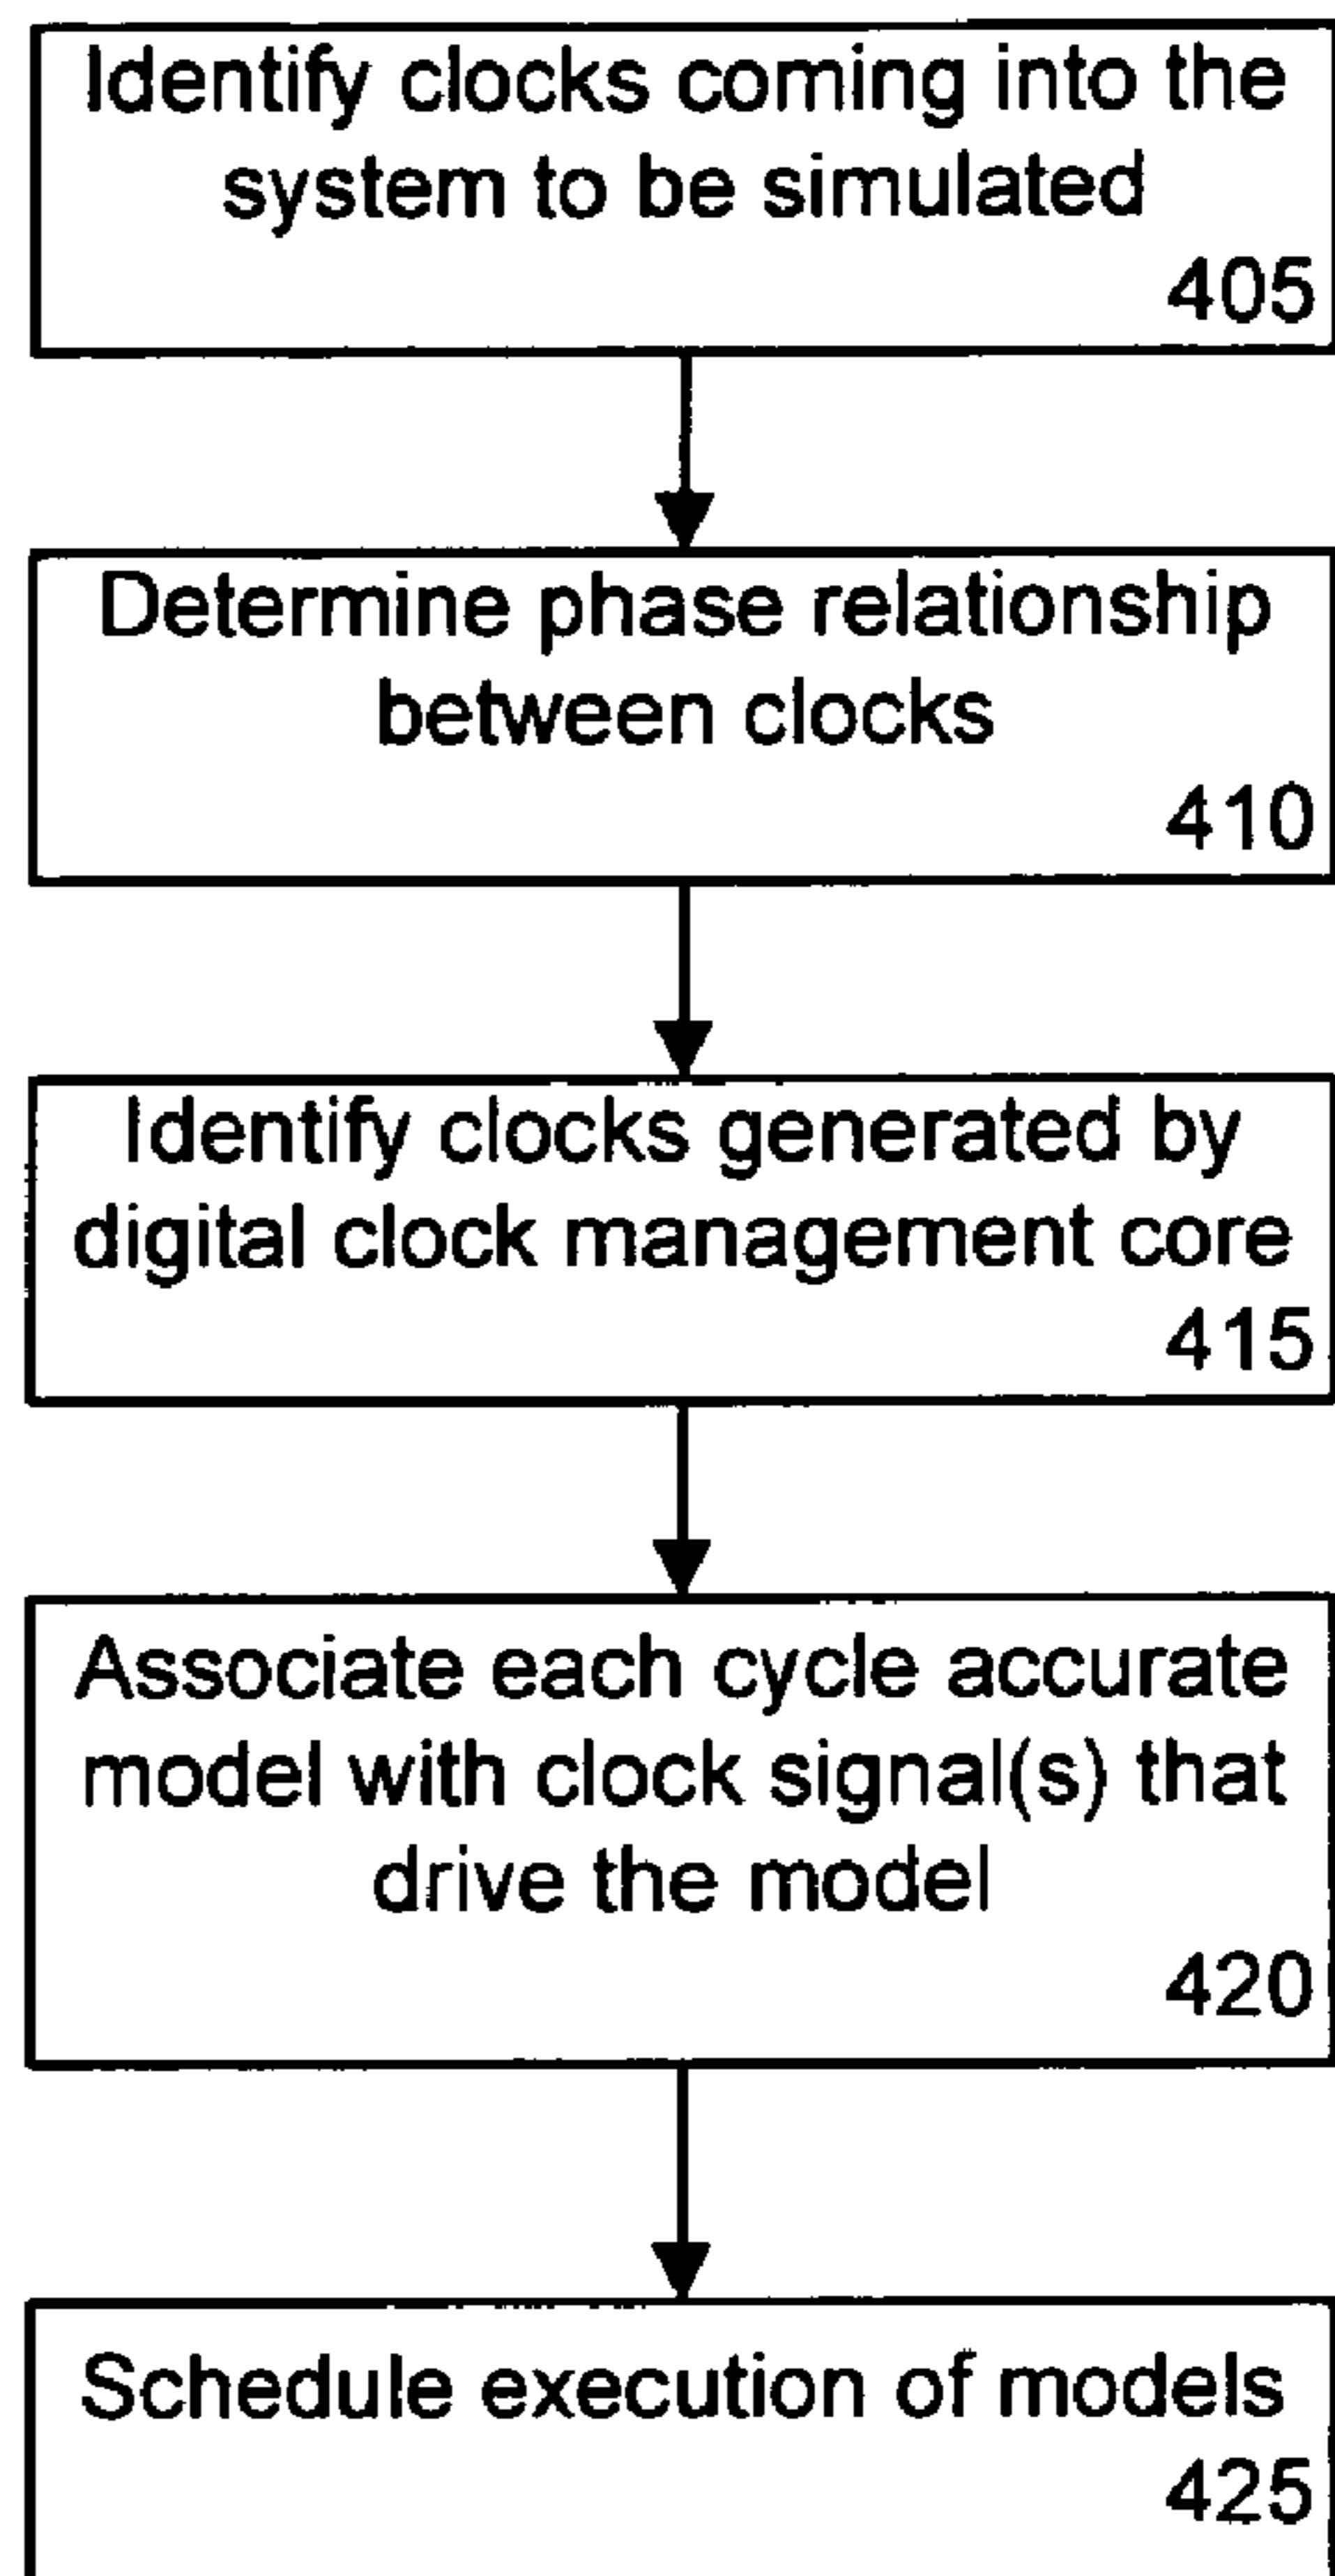 Identify clocks coming into the
system to be simulated
405
Determine phase relationship
between clocks
410
Identify clocks generated by
digital clock management core
415
Associate each cycle accurate
model with clock signal(s) that
drive the model
420
Schedule execution of models
425